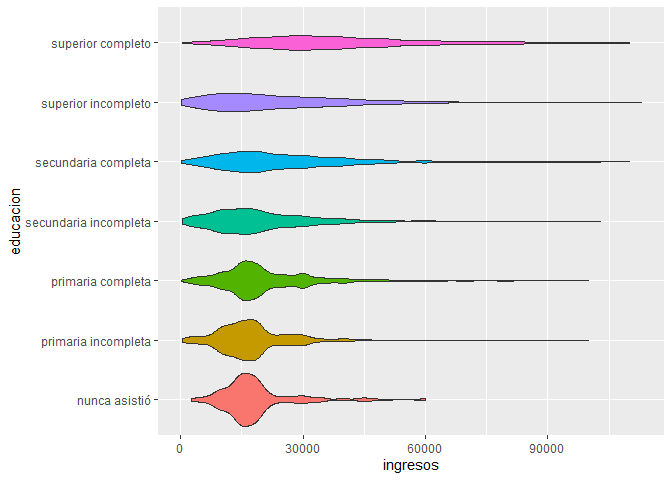 superior completo
superior incompleto
secundaria completa
secundaria incompleta
primaria completa
primaria incompleta
nunca asistió
educacion
0
30000
60000
90000
ingresos